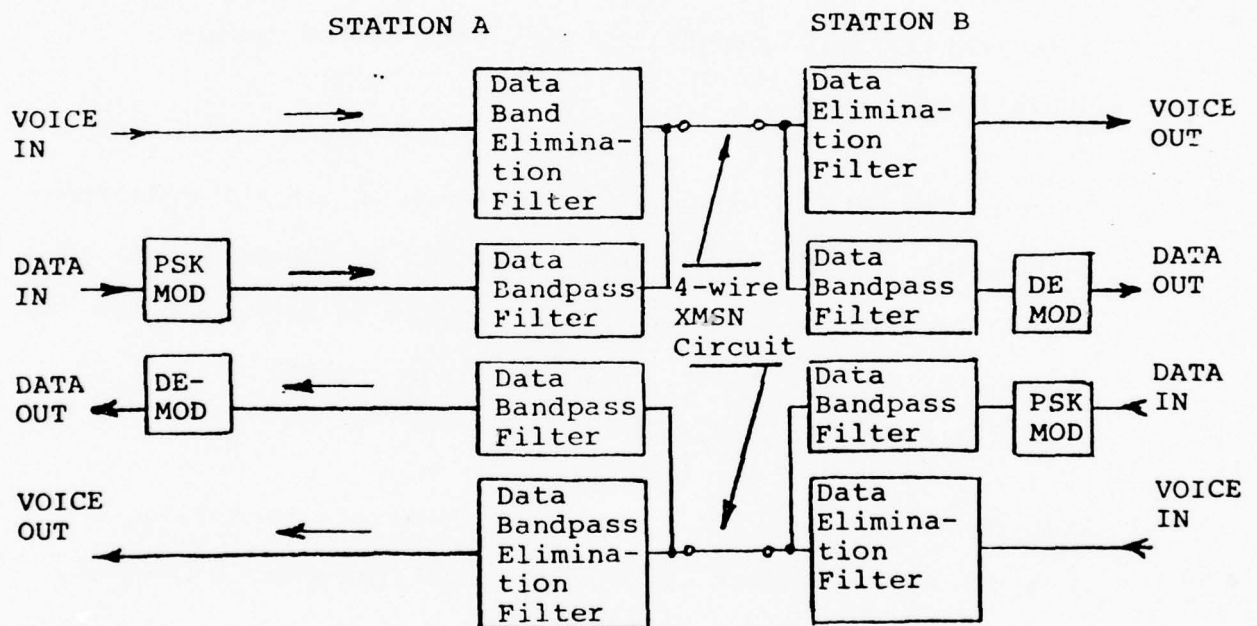 STATION A
STATION B
VOICE
IN
Data
Band
Elimina-
tion
Filter
Data
Elimina-
tion
Filter
VOICE
OUT
DATA
IN
PSK
MOD
Data
Bandpass
Filter
4-wire
XMSN
Circuit
Data
Bandpass
Filter
DE
MOD
DATA
OUT
DATA
OUT
DE-
MOD
Data
Bandpass
Filter
Data
Bandpass
Filter
PSK
MOD
DATA
IN
VOICE
OUT
Data
Bandpass
Elimina-
tion
Filter
Data
Elimina-
tion
Filter
VOICE
IN